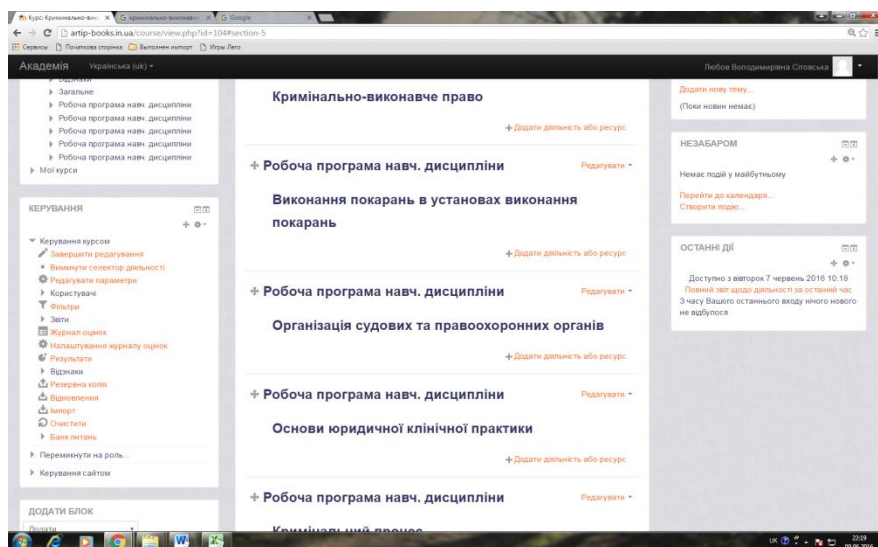 Курс: Кримінально-вик
Google
artip-books.in.ua/course/view.php?id=104#section-5
Сервисы
Початкова сторінка
Выполнен импорт
Игры Лего
Академія
Українська (uk)
Любов Володимирівна Сітовська
Відзнаки
Загальне
Робоча програма навч. дисципліни
Робоча програма навч. дисципліни
Робоча програма навч. дисципліни
Робоча програма навч. дисципліни
Робоча програма навч. дисципліни
Мої курси
КЕРУВАННЯ
Керування курсом
Завершити редагування
Вимкнути селектор діяльності
Редагувати параметри
Користувачі
Фільтри
Звіти
Журнал оцінок
Налаштування журналу оцінок
Результати
Відзнаки
Резервна копія
Відновлення
Імпорт
Очистити
Банк питань
Перемикнути на роль...
Керування сайтом
ДОДАТИ БЛОК
Додати...
Кримінально-виконавче право
Додати діяльність або ресурс
Робоча програма навч. дисципліни
Редагувати
Виконання покарань в установах виконання
покарань
Додати діяльність або ресурс
Робоча програма навч. дисципліни
Редагувати
Організація судових та правоохоронних органів
Додати діяльність або ресурс
Робоча програма навч. дисципліни
Редагувати
Основи юридичної клінічної практики
Додати діяльність або ресурс
Робоча програма навч. дисципліни
Редагувати
Кримінальний процес
Додати нову тему...
(Поки новин немає)
НЕЗАБАРОМ
Немає подій у майбутньому
Перейти до календаря...
Створити подію...
ОСТАННІ ДІЇ
Доступно з вівторок 7 червень 2016 10:18
Повний звіт щодо діяльності за останній час
З часу Вашого останнього входу нічого нового
не відбулося
UK
22:19
09.06.2016